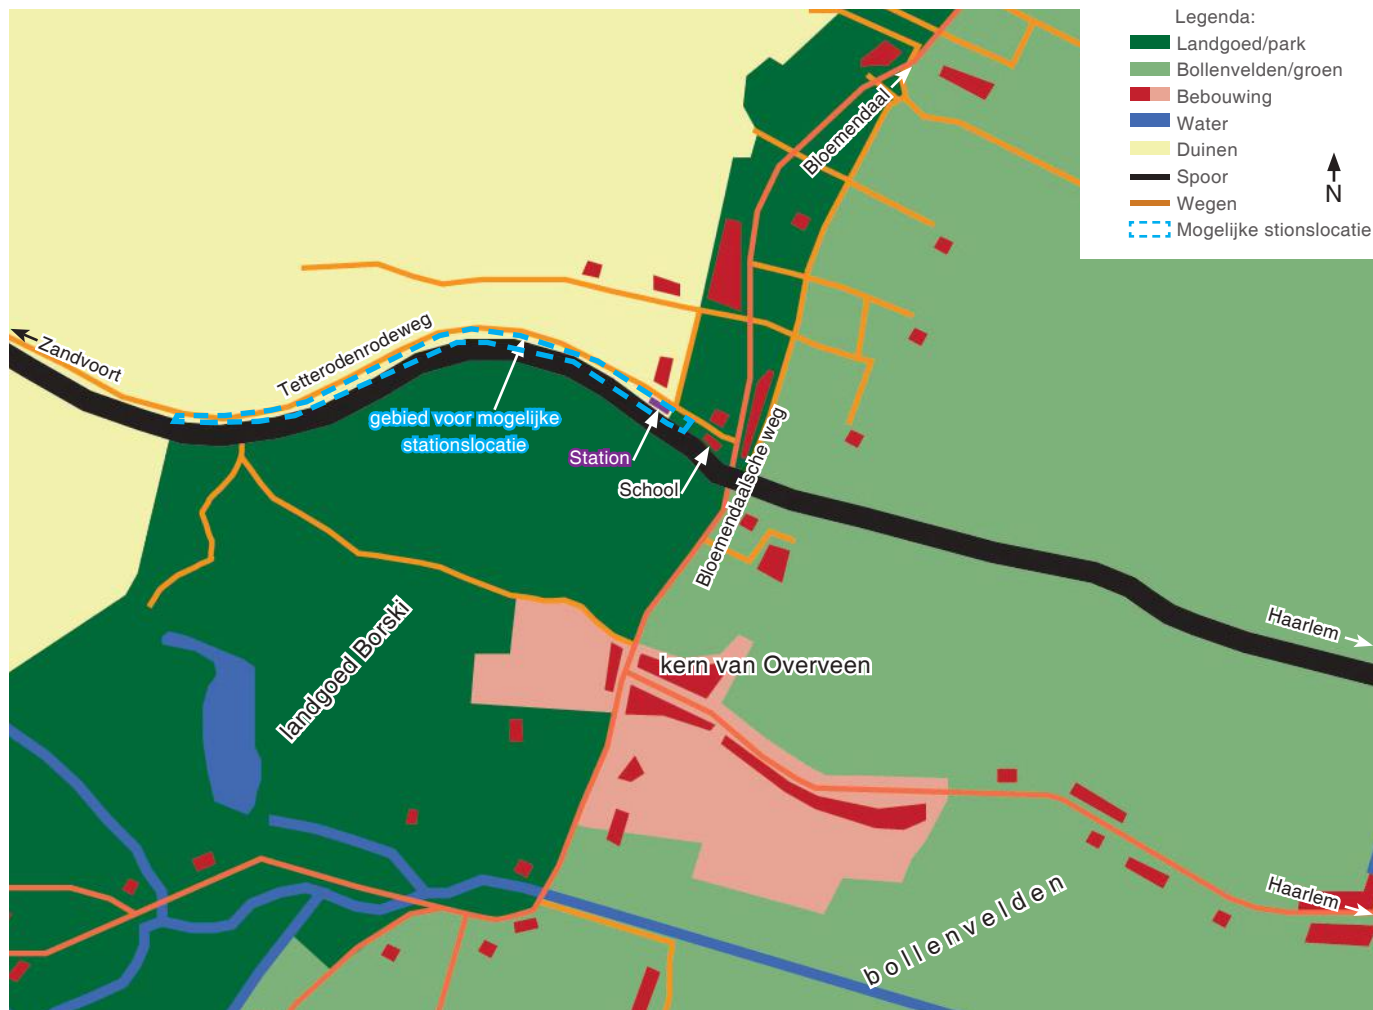 Legenda:
Landgoed/park
Bollenvelden/groen
Bebouwing
Water
Duinen
Spoor
Wegen
Mogelijke stionslocatie
N
Bloemendaal
Zandvoort
Tetterodenrodeweg
gebied voor mogelijke
stationslocatie
Station
School
Bloemendaalsche weg
Haarlem
landgoed Borski
kern van Overveen
Haarlem
bollenvelden